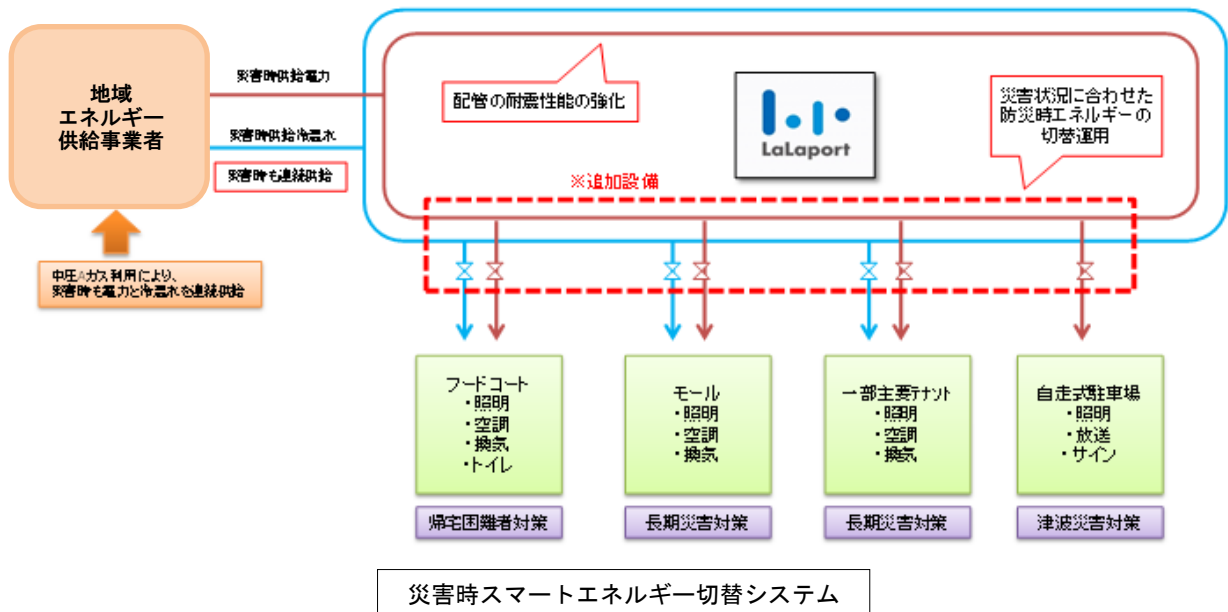 地域
エネルギー
供給事業者
災害時供給電力
災害時供給冷温水
災害時も連続供給
中圧Aガス利用により、
災害時も電力と冷温水を連続供給
配管の耐震性能の強化
LaLaport
災害状況に合わせた
防災時エネルギーの
切替運用
※追加設備
フードコート
・照明
・空調
・換気
・トイレ
帰宅困難者対策
モール
・照明
・空調
・換気
長期災害対策
一部主要テナント
・照明
・空調
・換気
長期災害対策
自走式駐車場
・照明
・放送
・サイン
津波災害対策
災害時スマートエネルギー切替システム